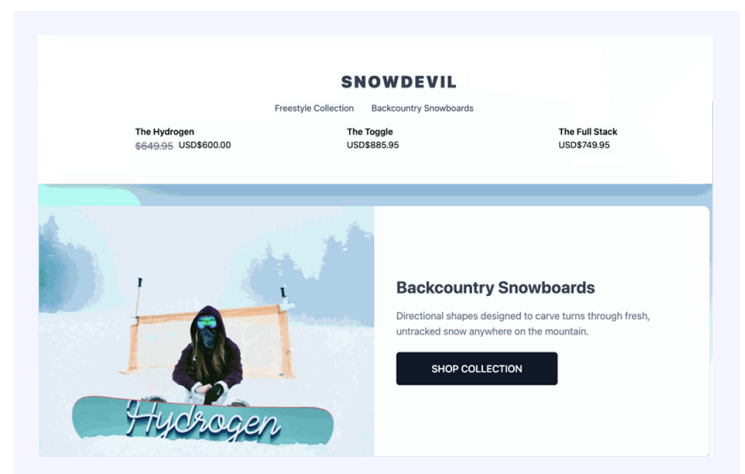 SNOWDEVIL
Freestyle Collection Backcountry Snowboards
The Hydrogen The Toggle The Full Stack
$649.95 USD$600.00 USD$885.95 USD$749.95
Backcountry Snowboards
Directional shapes designed to carve turns through fresh,
untracked snow anywhere on the mountain.
SHOP COLLECTION
Hydrogen